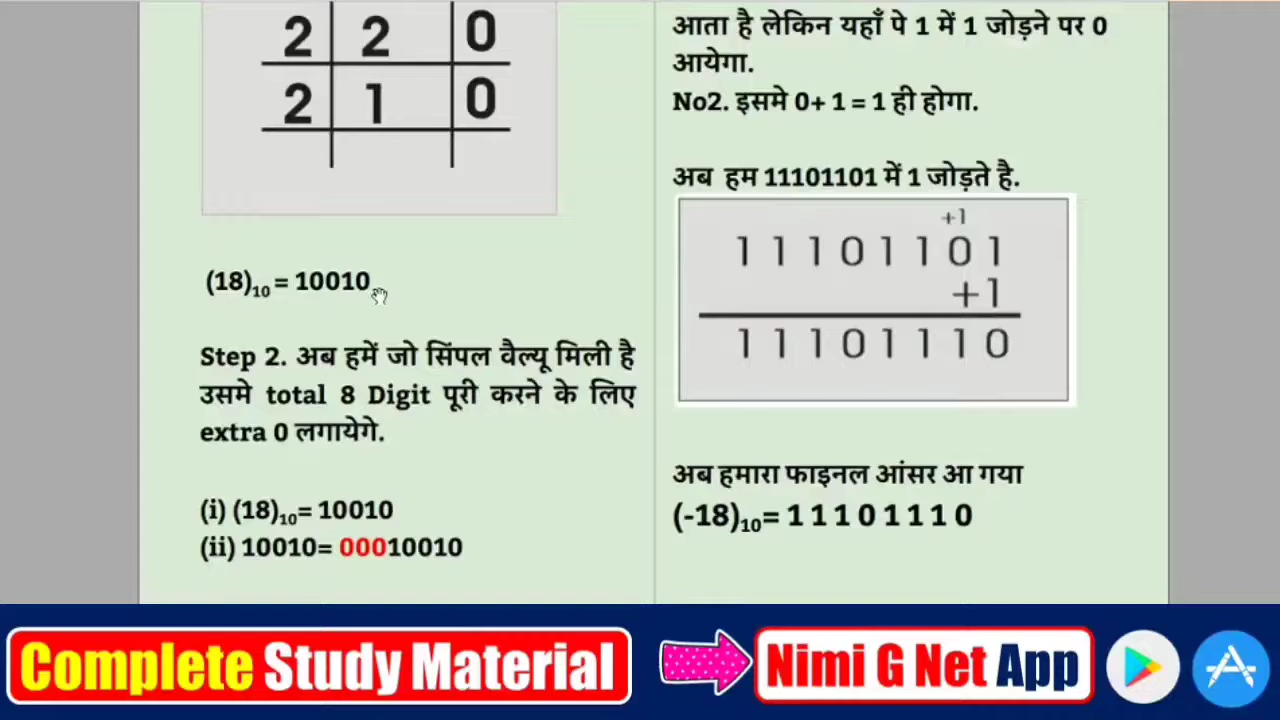 2 2 0
2 1 0
(18)₁₀ = 10010
Step 2. अब हमें जो सिंपल वैल्यू मिली है
उसमे total 8 Digit पूरी करने के लिए
extra 0 लगायेगे.
(i) (18)₁₀= 10010
(ii) 10010= 00010010
आता है लेकिन यहाँ पे 1 में 1 जोड़ने पर 0
आयेगा.
No2. इसमे 0+ 1 = 1 ही होगा.
अब हम 11101101 में 1 जोड़ते है.
+1
1 1 1 0 1 1 0 1
+1
1 1 1 0 1 1 1 0
अब हमारा फाइनल आंसर आ गया
(-18)₁₀= 1 1 1 0 1 1 1 0
Complete Study Material
Nimi G Net App